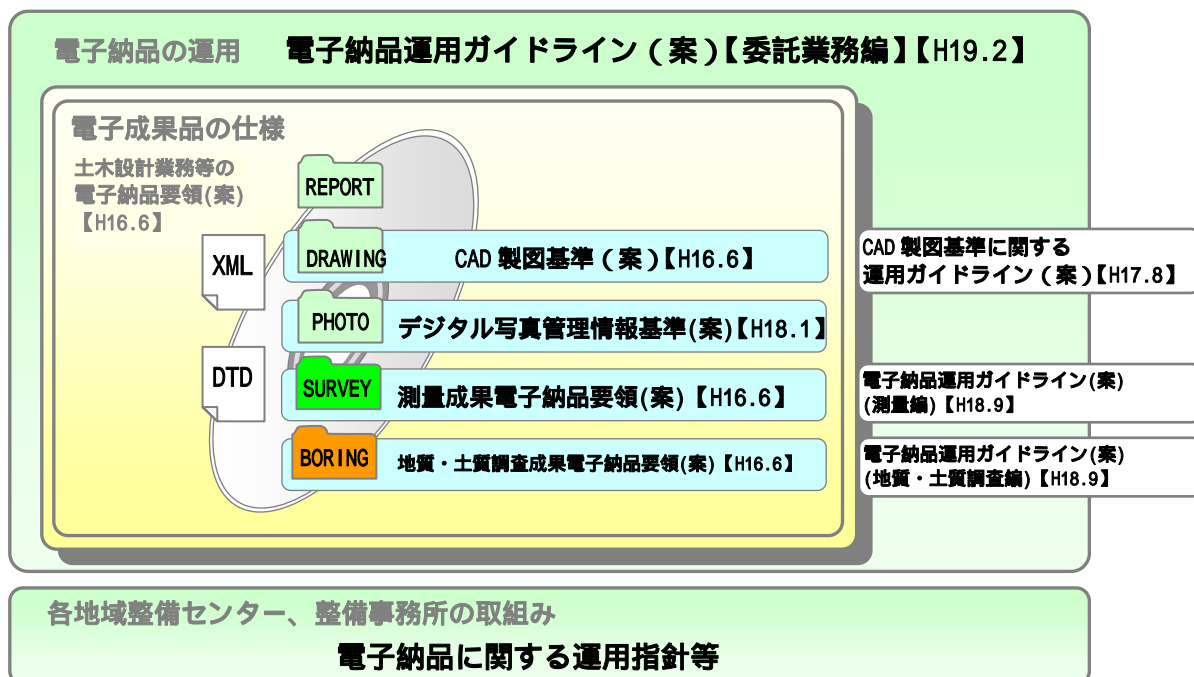 電子納品の運用 電子納品運用ガイドライン(案)【委託業務編】【H19.2】
電子成果品の仕様
土木設計業務等の
電子納品要領(案)
【H16.6】
REPORT
XML
DRAWING
CAD 製図基準(案)【H16.6】
CAD 製図基準に関する
運用ガイドライン(案)【H17.8】
PHOTO
デジタル写真管理情報基準(案)【H18.1】
DTD
SURVEY
測量成果電子納品要領(案)【H16.6】
電子納品運用ガイドライン(案)
(測量編)【H18.9】
BORING
地質・土質調査成果電子納品要領(案)【H16.6】
電子納品運用ガイドライン(案)
(地質・土質調査編)【H18.9】
各地域整備センター、整備事務所の取組み
電子納品に関する運用指針等